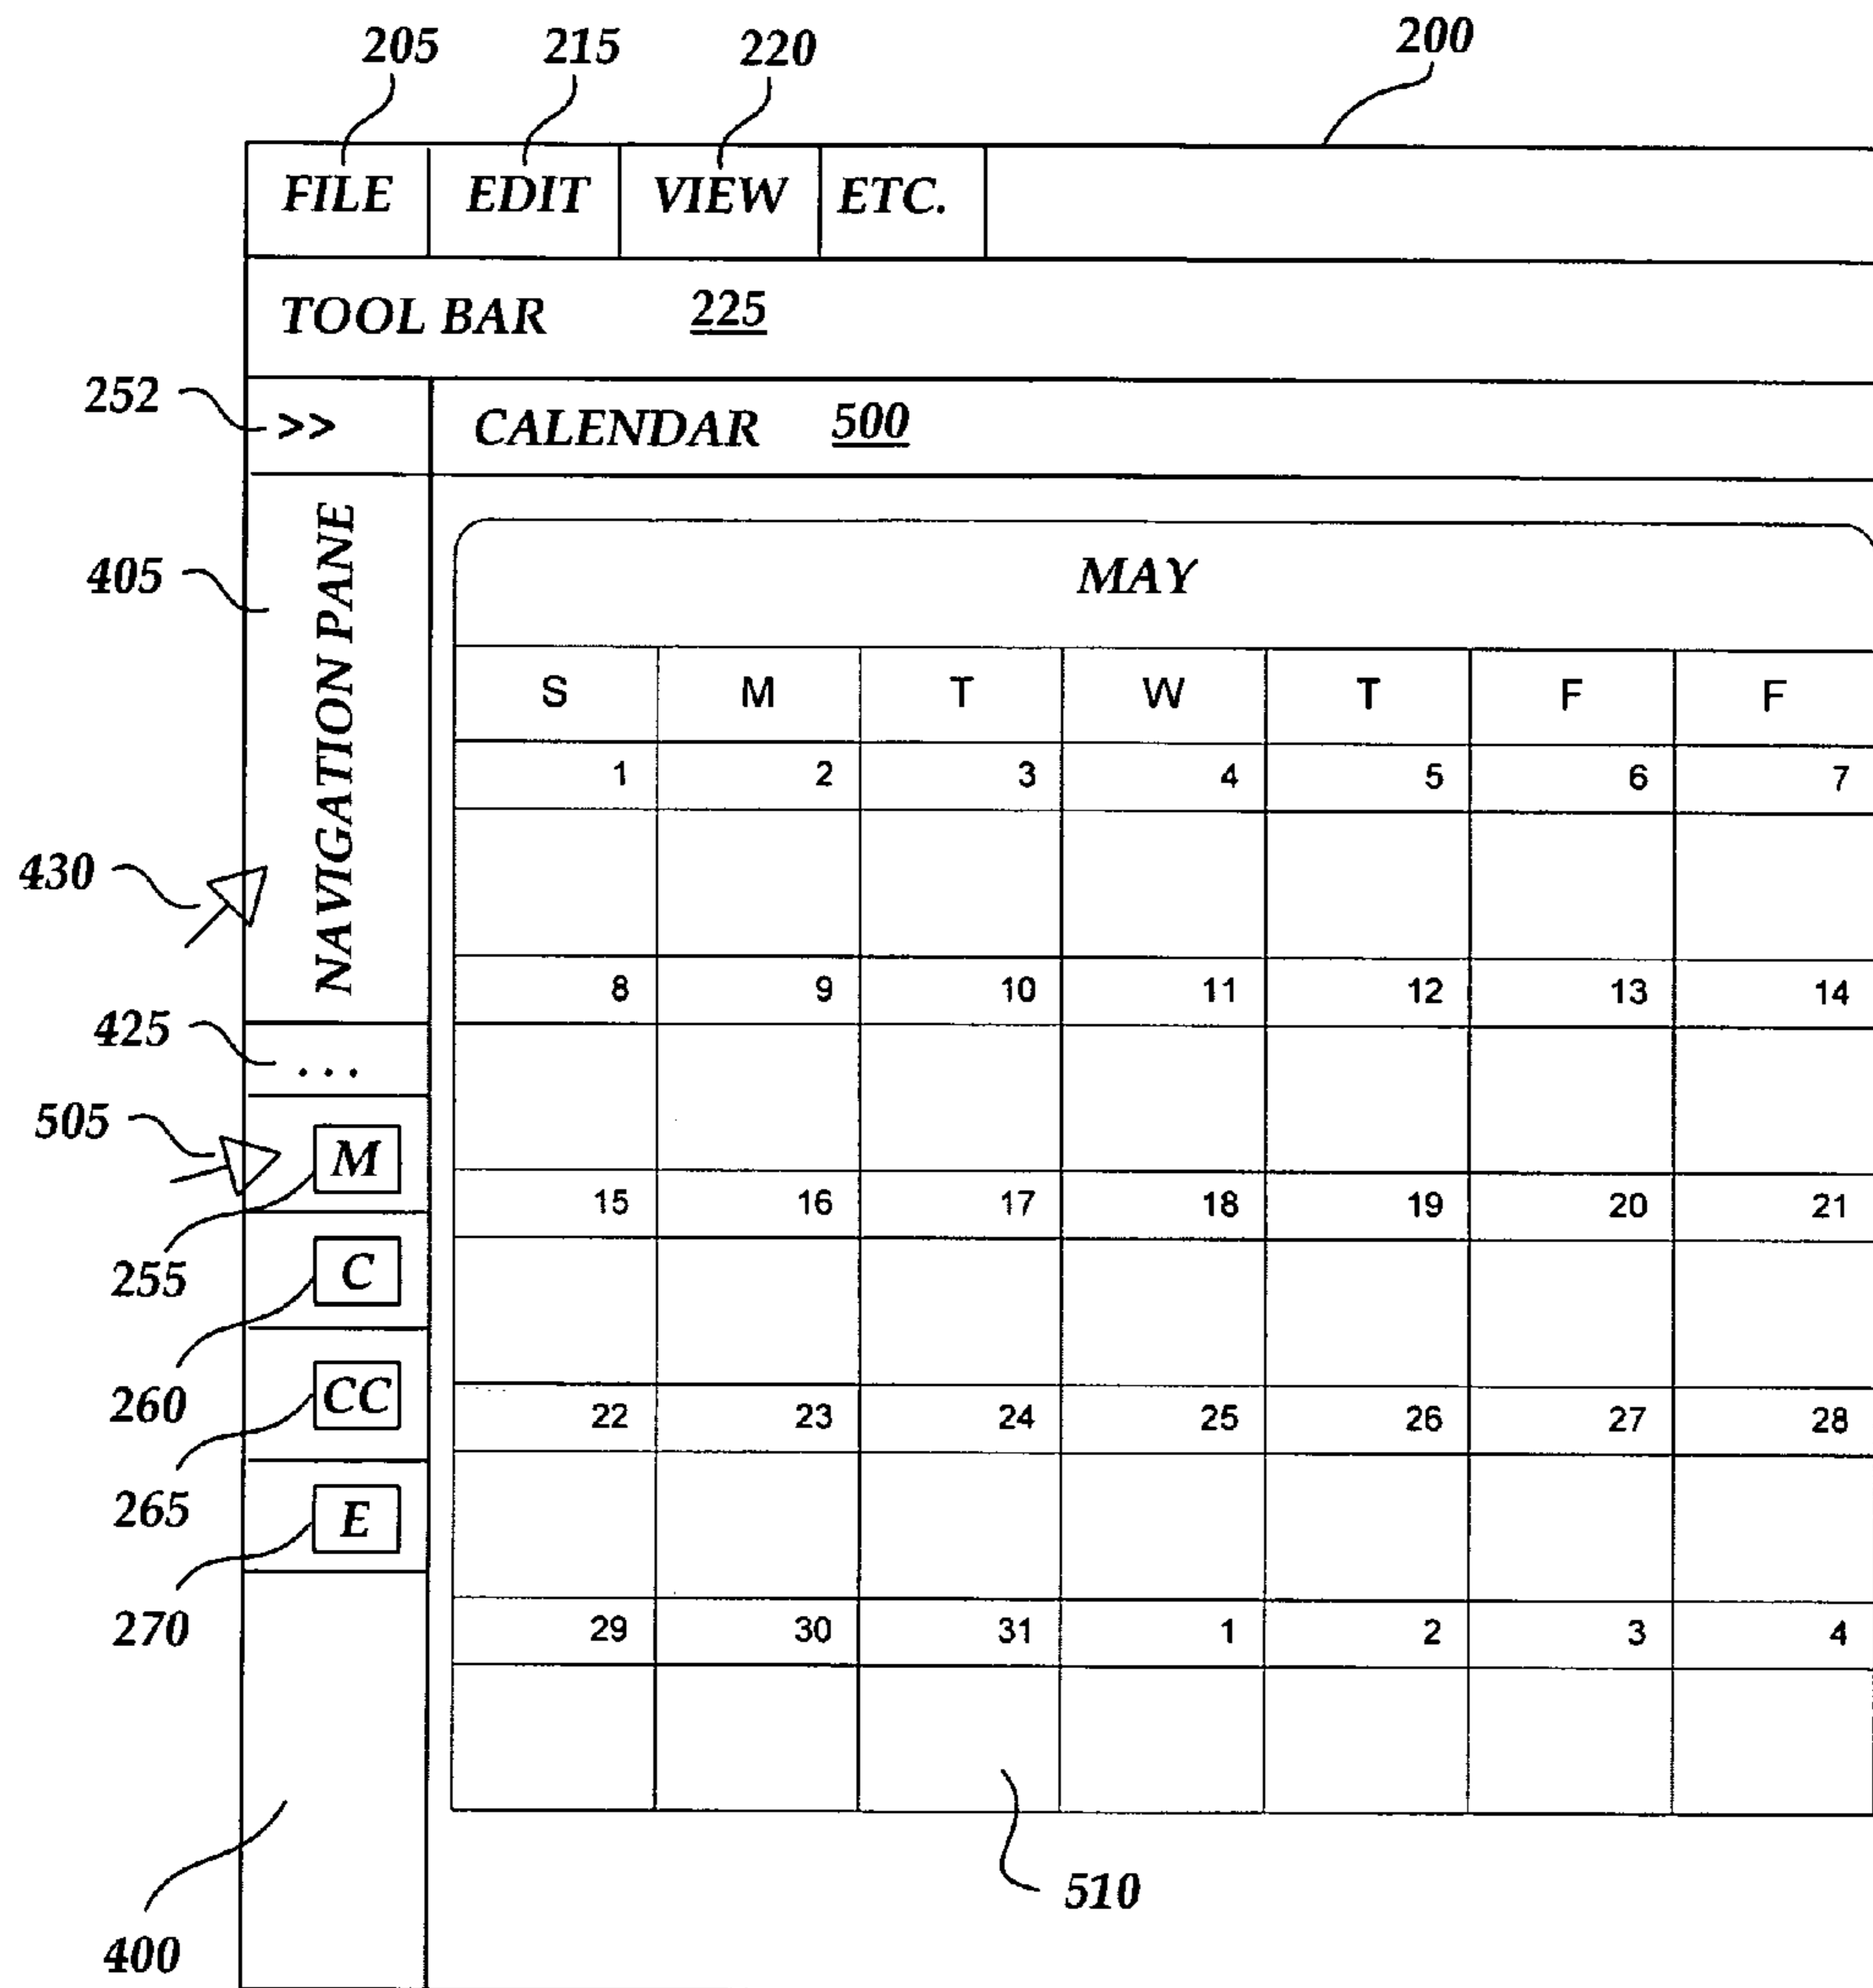 205 215 220 200
FILE EDIT VIEW ETC.
TOOL BAR 225
252 >> CALENDAR 500
405 NAVIGATION PANE
MAY
S M T W T F F
1 2 3 4 5 6 7
430
8 9 10 11 12 13 14
425 ...
505 M
15 16 17 18 19 20 21
255 C
260 CC
22 23 24 25 26 27 28
265 E
270
29 30 31 1 2 3 4
510
400